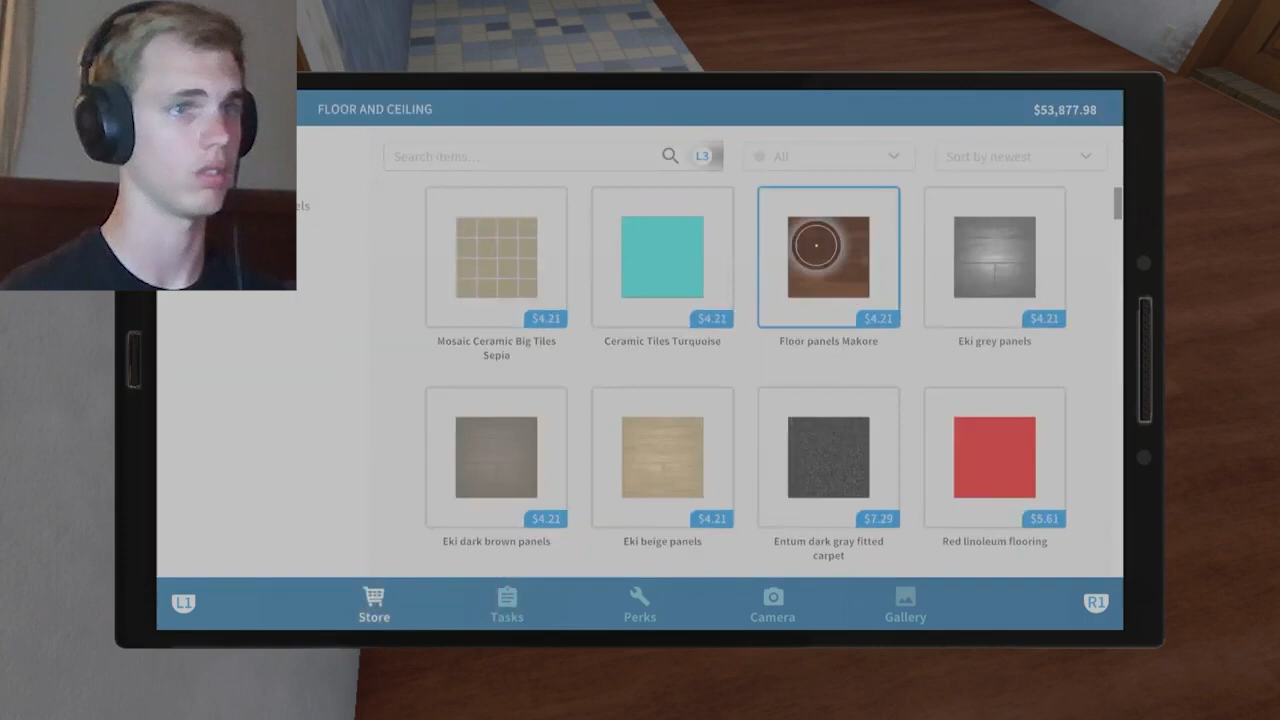 FLOOR AND CEILING
$53,877.98
Search items...
L3
All
Sort by newest
els
$4.21
$4.21
$4.21
$4.21
Mosaic Ceramic Big Tiles
Sepia
Ceramic Tiles Turquoise
Floor panels Makore
Eki grey panels
$4.21
$4.21
$7.29
$5.61
Eki dark brown panels
Eki beige panels
Entum dark gray fitted
carpet
Red linoleum flooring
L1
Store
Tasks
Perks
Camera
Gallery
R1